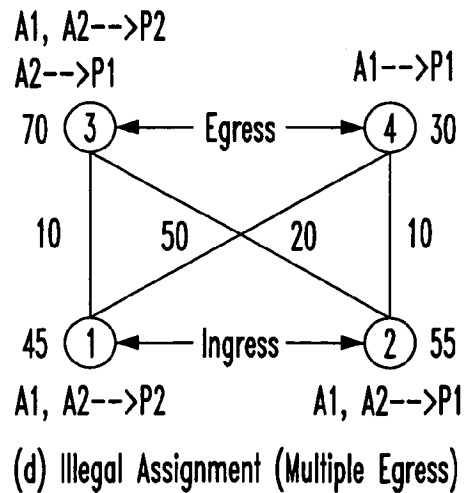 A1, A2-->P2
A2-->P1
A1-->P1
70 3 Egress 4 30
10 50 20 10
45 1 Ingress 2 55
A1, A2-->P2
A1, A2-->P1
(d) Illegal Assignment (Multiple Egress)